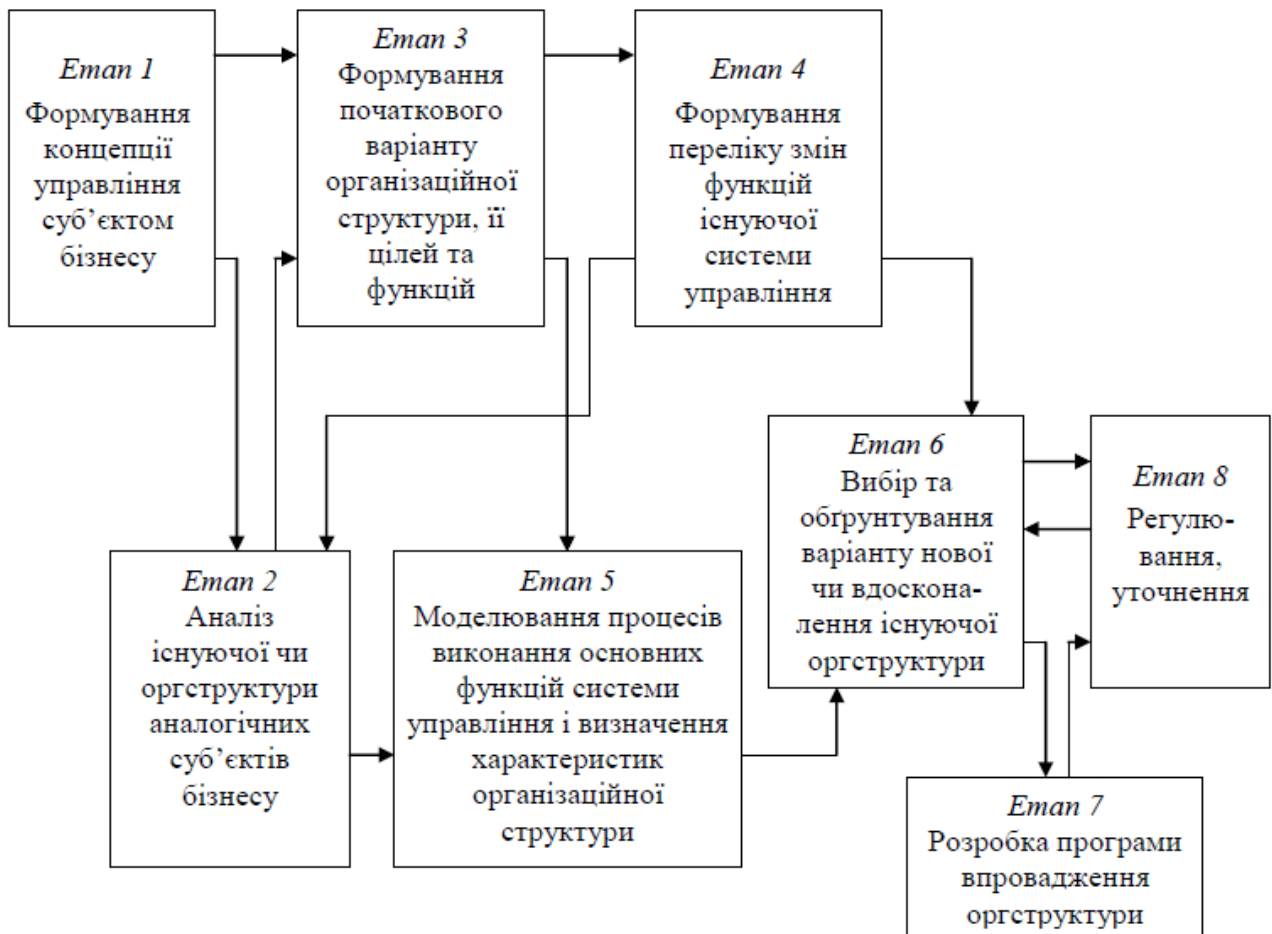 Етап 1
Формування
концепції
управління
суб’єктом
бізнесу
Етап 3
Формування
початкового
варіанту
організаційної
структури, її
цілей та
функцій
Етап 4
Формування
переліку змін
функцій
існуючої
системи
управління
Етап 2
Аналіз
існуючої чи
оргструктури
аналогічних
суб’єктів
бізнесу
Етап 5
Моделювання процесів
виконання основних
функцій системи
управління і визначення
характеристик
організаційної
структури
Етап 6
Вибір та
обґрунтування
варіанту нової
чи вдоскона-
лення існуючої
оргструктури
Етап 8
Регулю-
вання,
уточнення
Етап 7
Розробка програми
впровадження
оргструктури